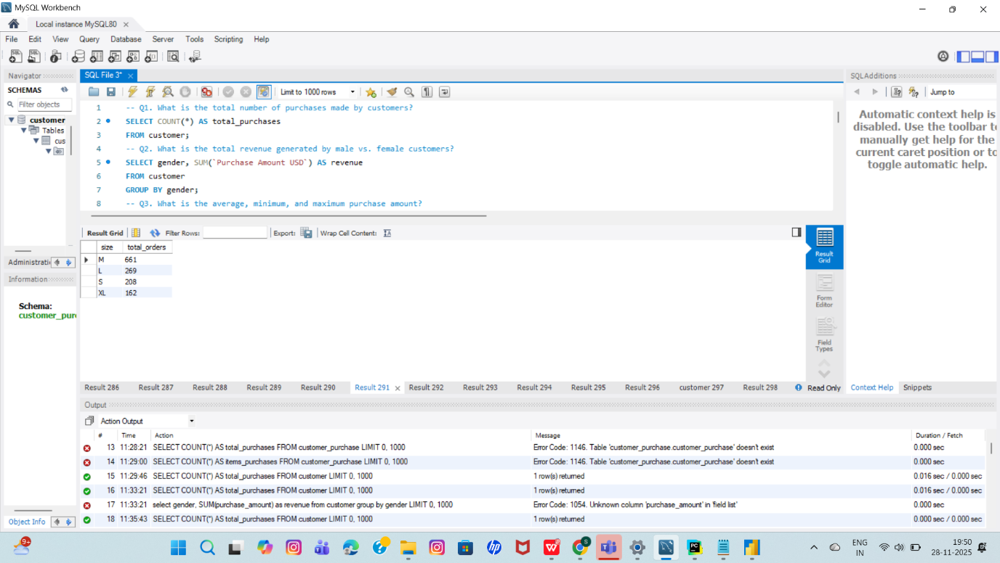 MySQL Workbench
Local instance MySQL80
File Edit View Query Database Server Tools Scripting Help
Navigator
SCHEMAS
Filter objects
customer
Tables
cus
Administrati
Information
Schema:
customer_purc
Object Info
SQL File 3*
Limit to 1000 rows
1 -- Q1. What is the total number of purchases made by customers?
2 SELECT COUNT(*) AS total_purchases
3 FROM customer;
4 -- Q2. What is the total revenue generated by male vs. female customers?
5 SELECT gender, SUM(`Purchase Amount USD`) AS revenue
6 FROM customer
7 GROUP BY gender;
8 -- Q3. What is the average, minimum, and maximum purchase amount?
Result Grid Filter Rows: Export: Wrap Cell Content:
size total_orders
M 661
L 269
S 208
XL 162
Result Grid
Form Editor
Field Types
Result 286 Result 287 Result 288 Result 289 Result 290 Result 291 Result 292 Result 293 Result 294 Result 295 Result 296 customer 297 Result 298 Read Only
SQLAdditions
Jump to
Automatic context help is
disabled. Use the toolbar to
manually get help for the
current caret position or to
toggle automatic help.
Context Help Snippets
Output
Action Output
# Time Action Message Duration / Fetch
13 11:28:21 SELECT COUNT(*) AS total_purchases FROM customer_purchase LIMIT 0, 1000 Error Code: 1146. Table 'customer_purchase.customer_purchase' doesn't exist 0.000 sec
14 11:29:00 SELECT COUNT(*) AS items_purchases FROM customer_purchase LIMIT 0, 1000 Error Code: 1146. Table 'customer_purchase.customer_purchase' doesn't exist 0.000 sec
15 11:29:46 SELECT COUNT(*) AS total_purchases FROM customer LIMIT 0, 1000 1 row(s) returned 0.016 sec / 0.000 sec
16 11:33:21 SELECT COUNT(*) AS total_purchases FROM customer LIMIT 0, 1000 1 row(s) returned 0.016 sec / 0.000 sec
17 11:33:21 select gender, SUM(purchase_amount) as revenue from customer group by gender LIMIT 0, 1000 Error Code: 1054. Unknown column 'purchase_amount' in 'field list' 0.000 sec
18 11:35:43 SELECT COUNT(*) AS total_purchases FROM customer LIMIT 0, 1000 1 row(s) returned 0.000 sec / 0.000 sec
9+
ENG
IN
19:50
28-11-2025